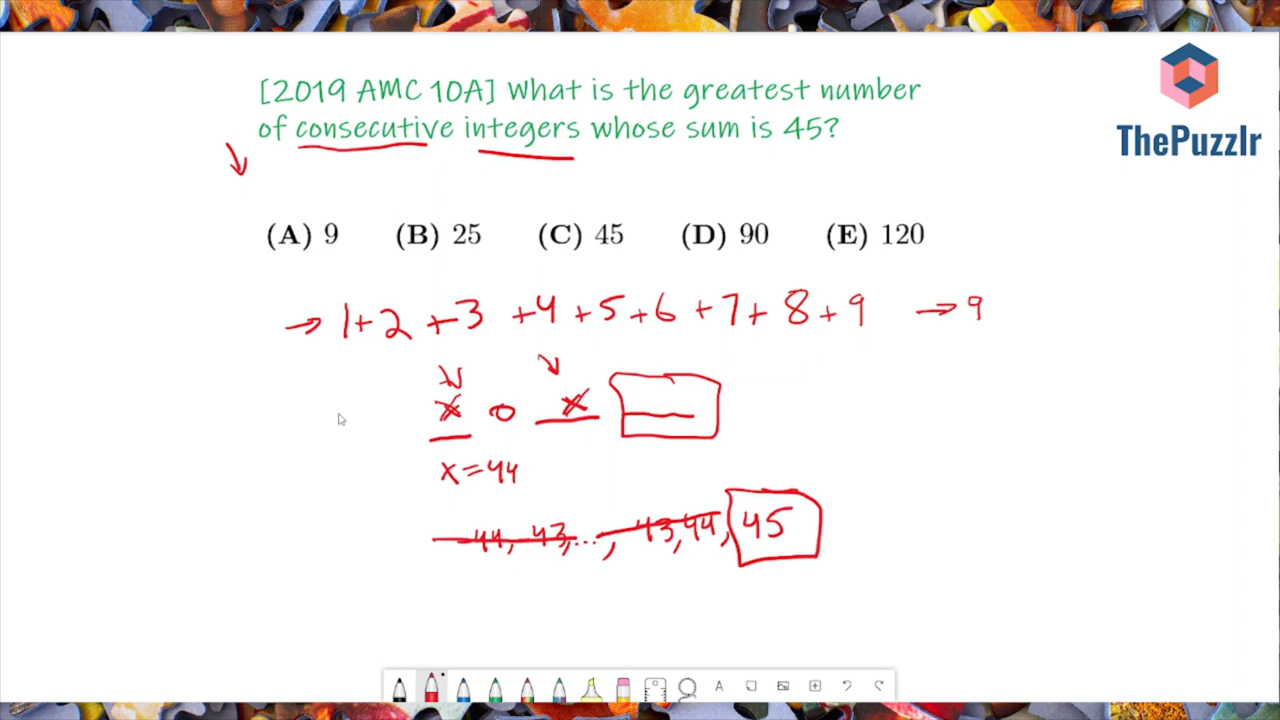 [2019 AMC 10A] What is the greatest number
of consecutive integers whose sum is 45?
ThePuzzlr
(A) 9 (B) 25 (C) 45 (D) 90 (E) 120
→ 1+2+3+4+5+6+7+8+9 → 9
x 0 x
x=44
-44, -43, ..., 43, 44, 45
A